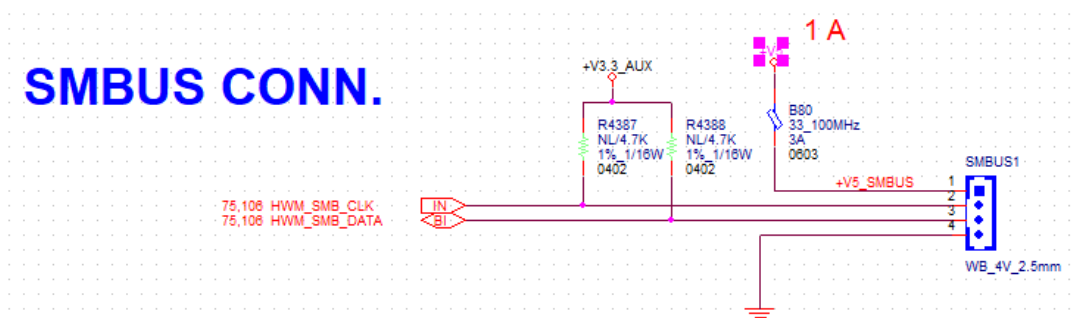 1 A
SMBUS CONN.
+V3.3_AUX
R4387
NL/4.7K
1%_1/16W
0402
R4388
NL/4.7K
1%_1/16W
0402
B80
33_100MHz
3A
0603
SMBUS1
+V5_SMBUS
1
2
3
4
75,106 HWM_SMB_CLK
IN
75,106 HWM_SMB_DATA
BI
WB_4V_2.5mm